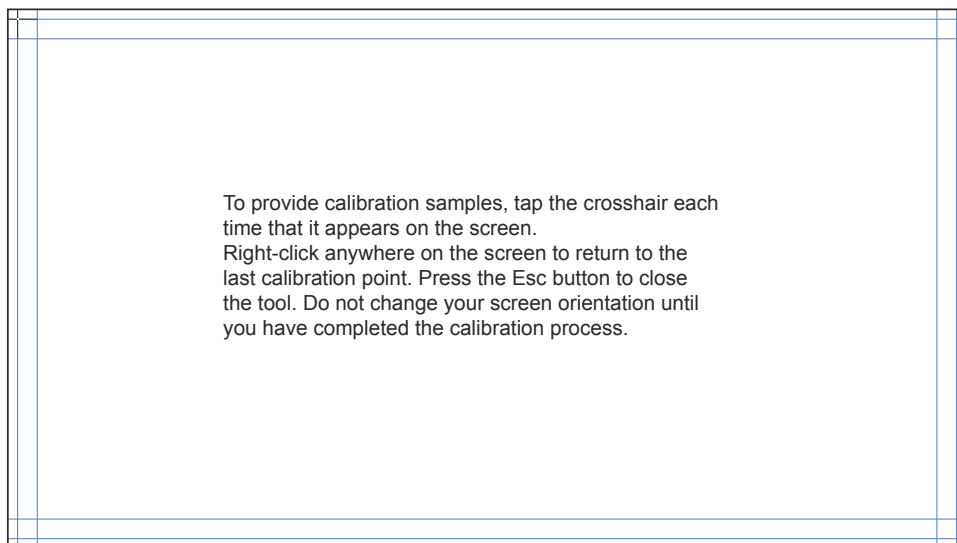 To provide calibration samples, tap the crosshair each
time that it appears on the screen.
Right-click anywhere on the screen to return to the
last calibration point. Press the Esc button to close
the tool. Do not change your screen orientation until
you have completed the calibration process.